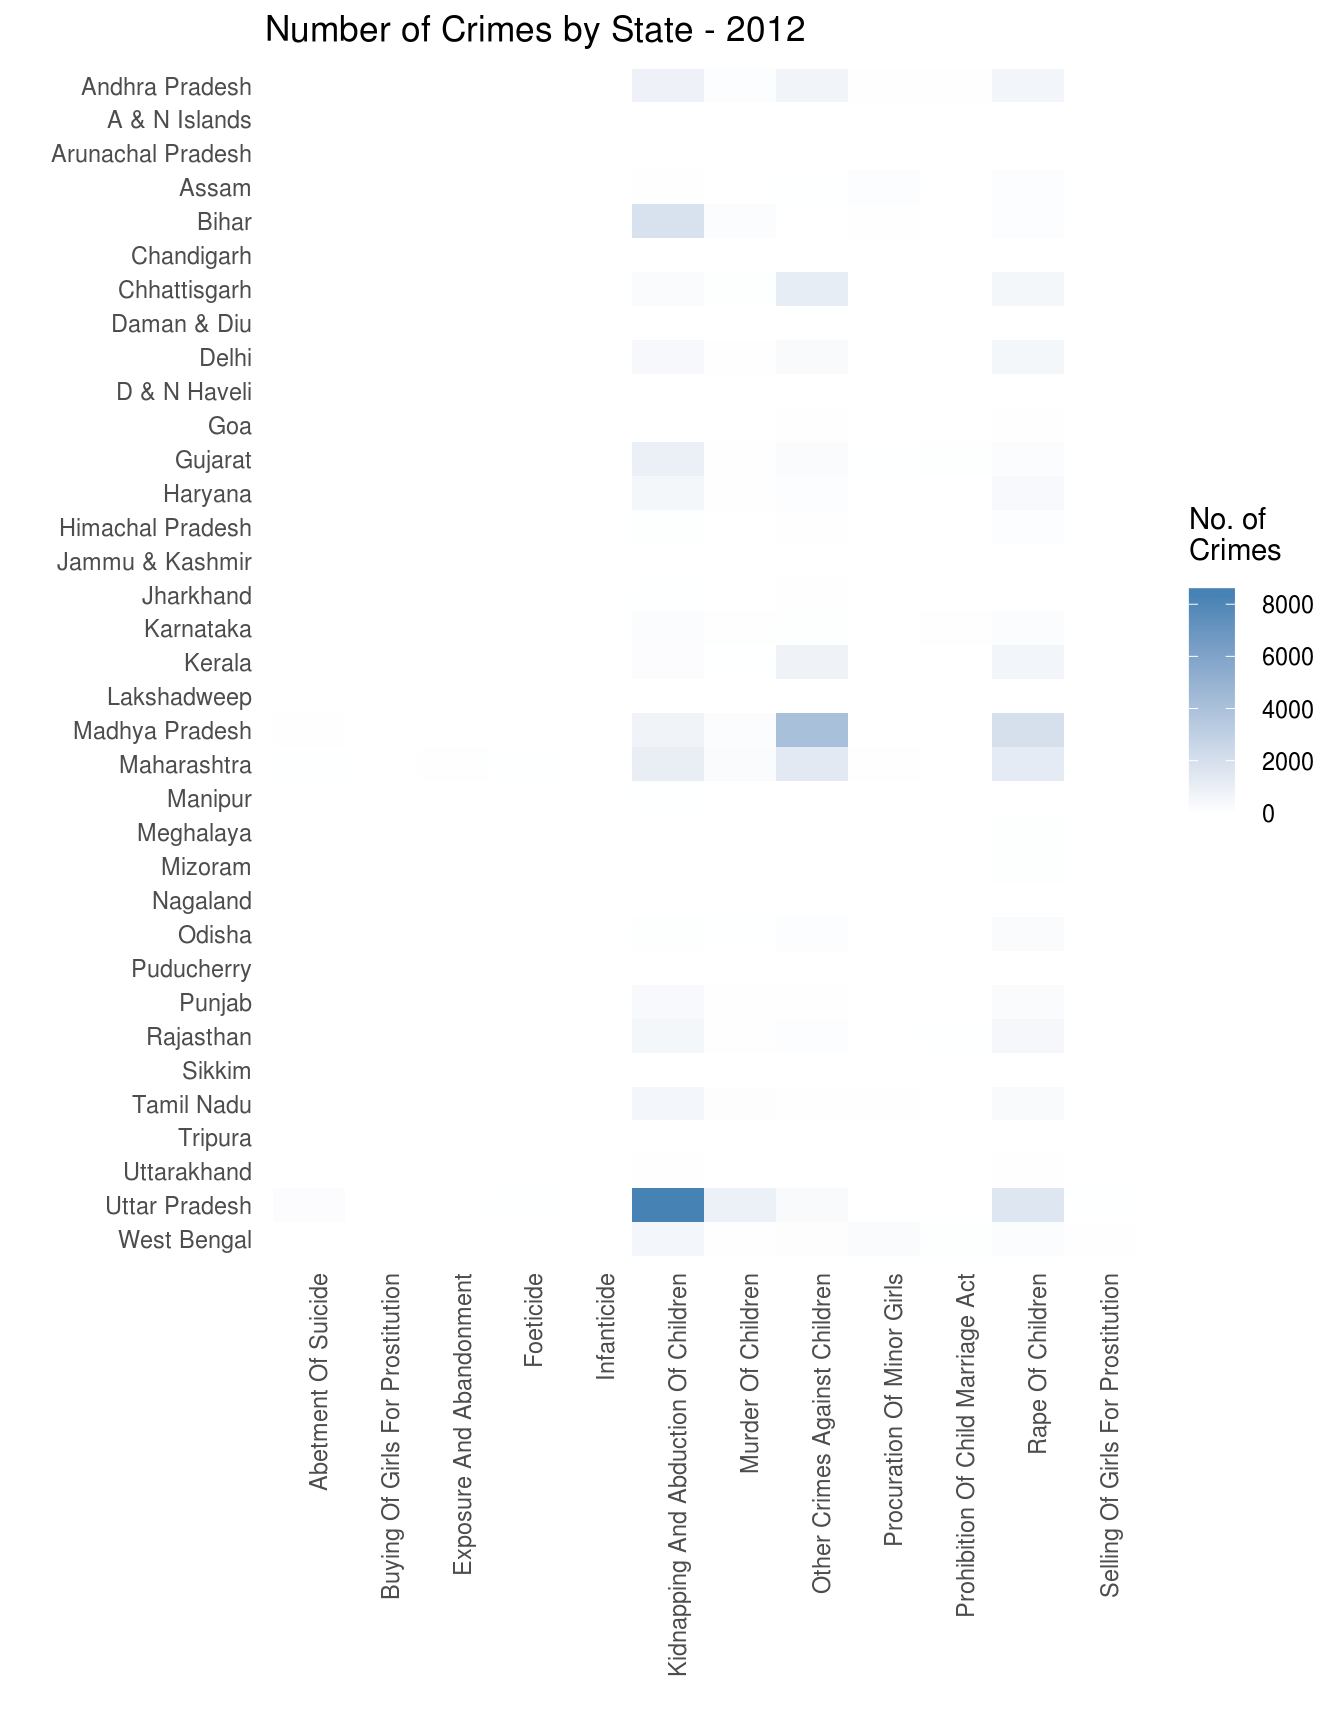 Number of Crimes by State - 2012
Andhra Pradesh
A & N Islands
Arunachal Pradesh
Assam
Bihar
Chandigarh
Chhattisgarh
Daman & Diu
Delhi
D & N Haveli
Goa
Gujarat
Haryana
Himachal Pradesh
Jammu & Kashmir
Jharkhand
Karnataka
Kerala
Lakshadweep
Madhya Pradesh
Maharashtra
Manipur
Meghalaya
Mizoram
Nagaland
Odisha
Puducherry
Punjab
Rajasthan
Sikkim
Tamil Nadu
Tripura
Uttarakhand
Uttar Pradesh
West Bengal
Abetment Of Suicide
Buying Of Girls For Prostitution
Exposure And Abandonment
Foeticide
Infanticide
Kidnapping And Abduction Of Children
Murder Of Children
Other Crimes Against Children
Procuration Of Minor Girls
Prohibition Of Child Marriage Act
Rape Of Children
Selling Of Girls For Prostitution
No. of
Crimes
8000
6000
4000
2000
0